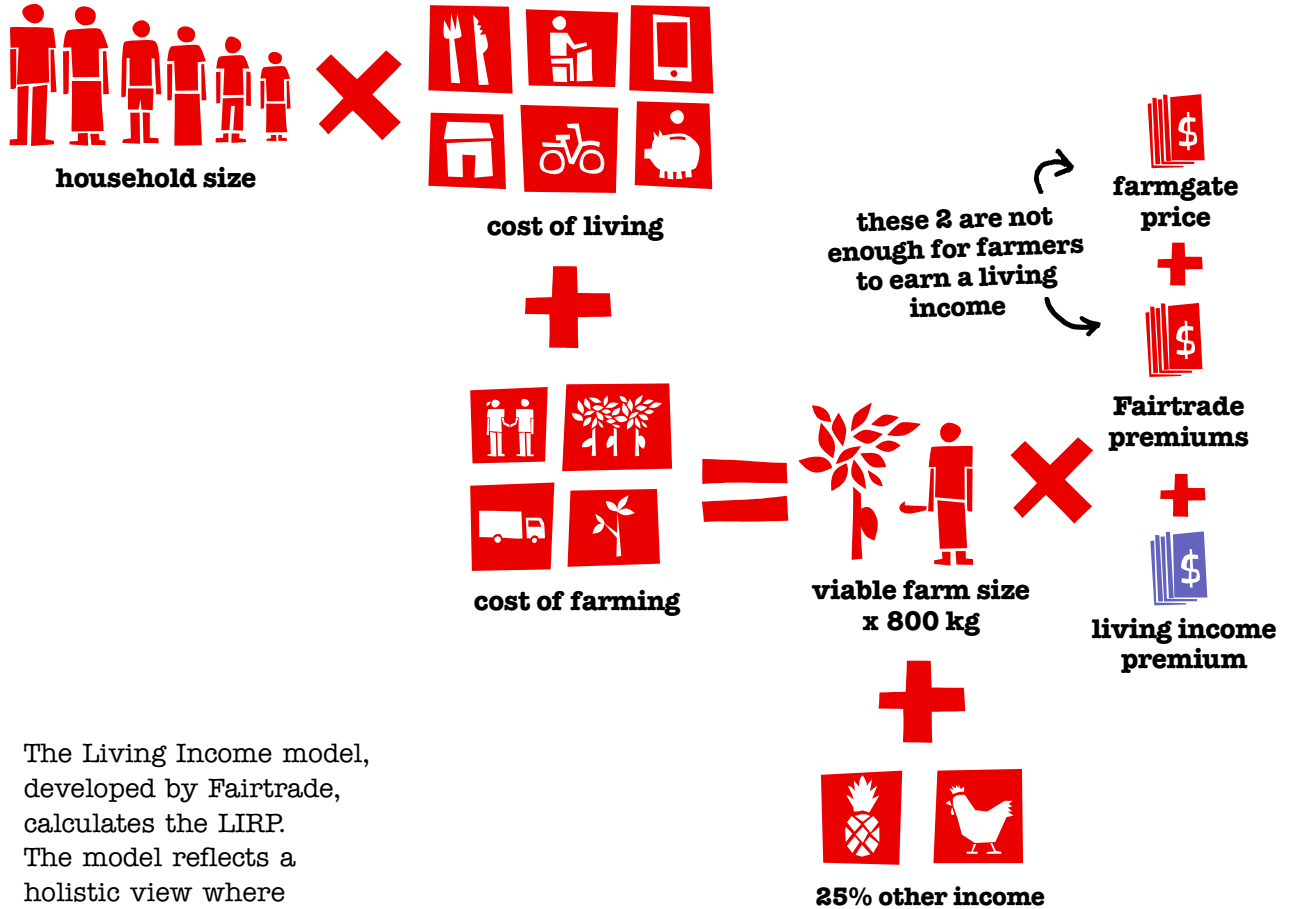 household size
cost of living
these 2 are not
enough for farmers
to earn a living
income
$
farmgate
price
$
Fairtrade
premiums
$
living income
premium
cost of farming
viable farm size
x 800 kg
25% other income
The Living Income model,
developed by Fairtrade,
calculates the LIRP.
The model reflects a
holistic view where